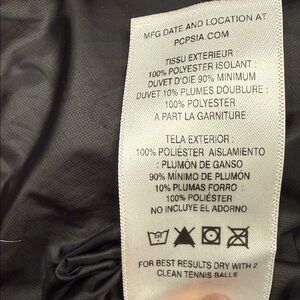 MFG DATE AND LOCATION AT
PCPSIA.COM
TISSU EXTERIEUR :
100% POLYESTER ISOLANT :
DUVET D'OIE 90% MINIMUM
DUVET 10% PLUMES DOUBLURE :
100% POLYESTER
A PART LA GARNITURE
TELA EXTERIOR :
100% POLIÉSTER AISLAMIENTO
: PLUMÓN DE GANSO
90% MÍNIMO DE PLUMÓN
10% PLUMAS FORRO :
100% POLIÉSTER
NO INCLUYE EL ADORNO
FOR BEST RESULTS DRY WITH 2
CLEAN TENNIS BALLS